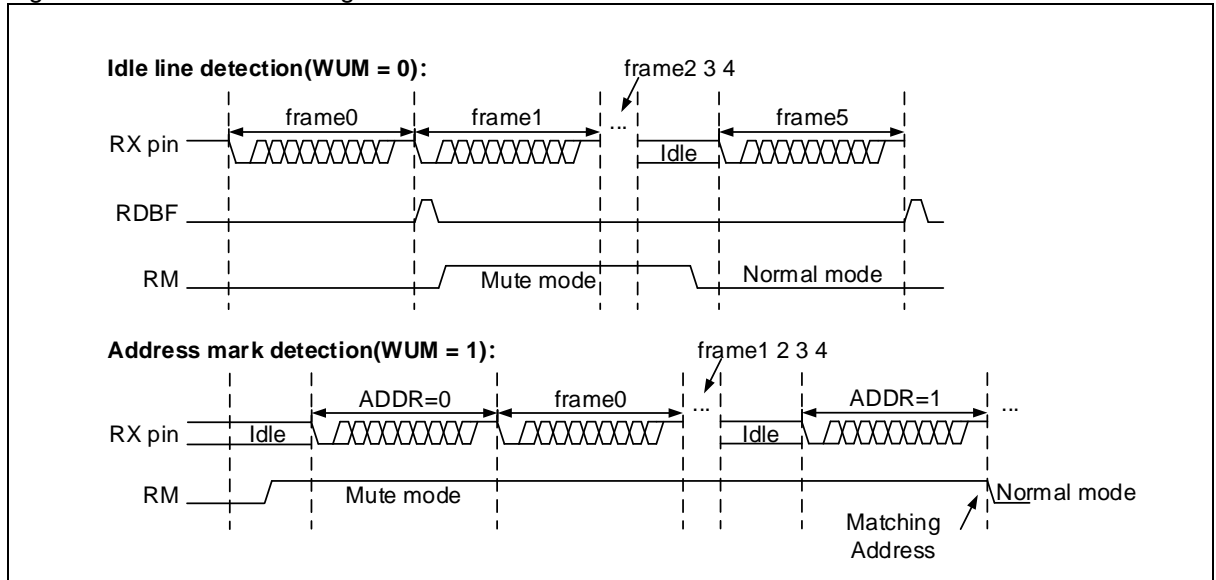 Idle line detection(WUM = 0):
frame2 3 4
frame0
frame1
...
frame5
RX pin
Idle
RDBF
RM
Mute mode
Normal mode
Address mark detection(WUM = 1):
frame1 2 3 4
ADDR=0
frame0
...
ADDR=1
...
RX pin
Idle
Idle
RM
Mute mode
Normal mode
Matching
Address